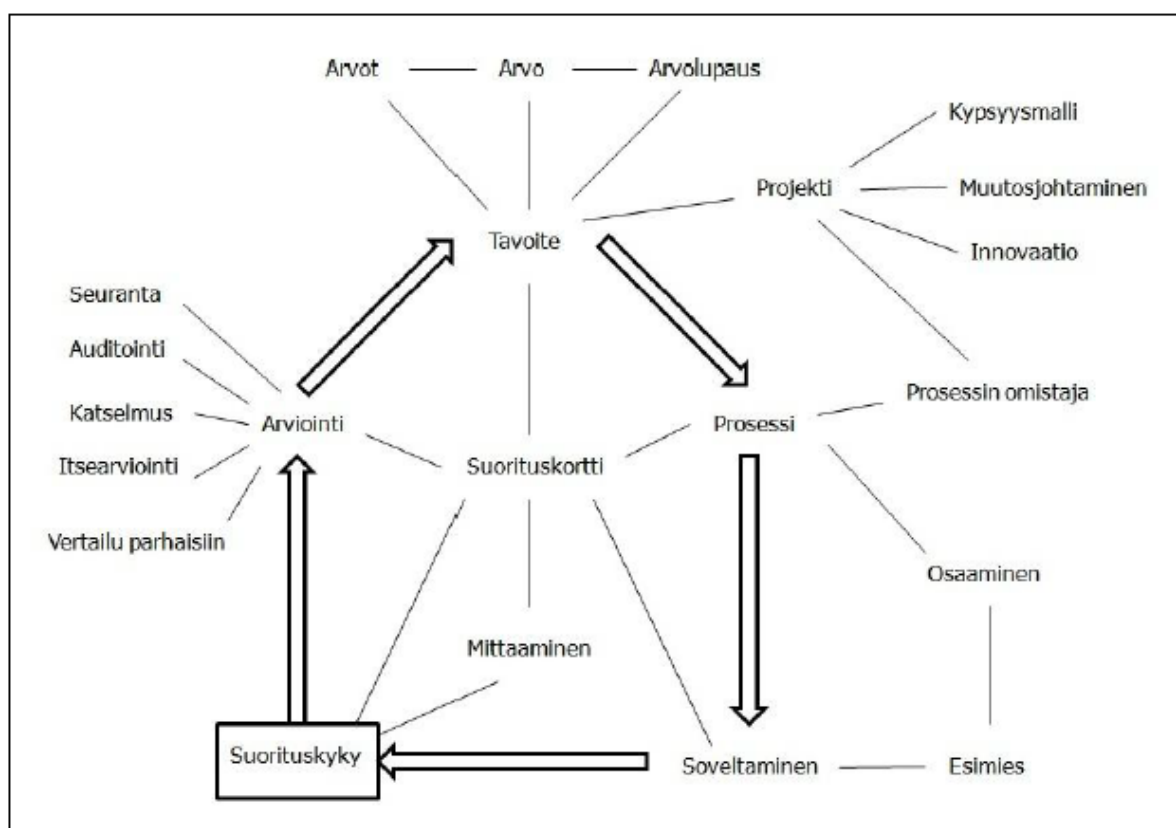 Arvot
Arvo
Arvolupaus
Kypsyysmalli
Projekti
Muutosjohtaminen
Tavoite
Innovaatio
Seuranta
Auditointi
Prosessin omistaja
Katselmus
Arviointi
Prosessi
Itsearviointi
Suorituskortti
Vertailu parhaisiin
Osaaminen
Mittaaminen
Suorituskyky
Soveltaminen
Esimies